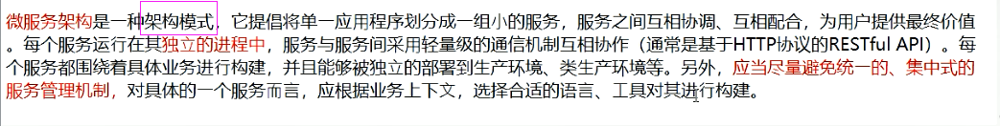 微服务架构是一种架构模式，它提倡将单一应用程序划分成一组小的服务，服务之间互相协调、互相配合，为用户提供最终价值
。每个服务运行在其独立的进程中，服务与服务间采用轻量级的通信机制互相协作（通常是基于HTTP协议的RESTful API）。每
个服务都围绕着具体业务进行构建，并且能够被独立的部署到生产环境、类生产环境等。另外，应当尽量避免统一的、集中式的
服务管理机制，对具体的一个服务而言，应根据业务上下文，选择合适的语言、工具对其进行构建。